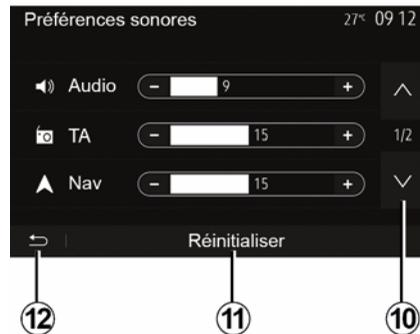 Préférences sonores 27°C 09 12
Audio - 9 +
TA - 15 +
1/2
Nav - 15 +
Réinitialiser
12 11 10